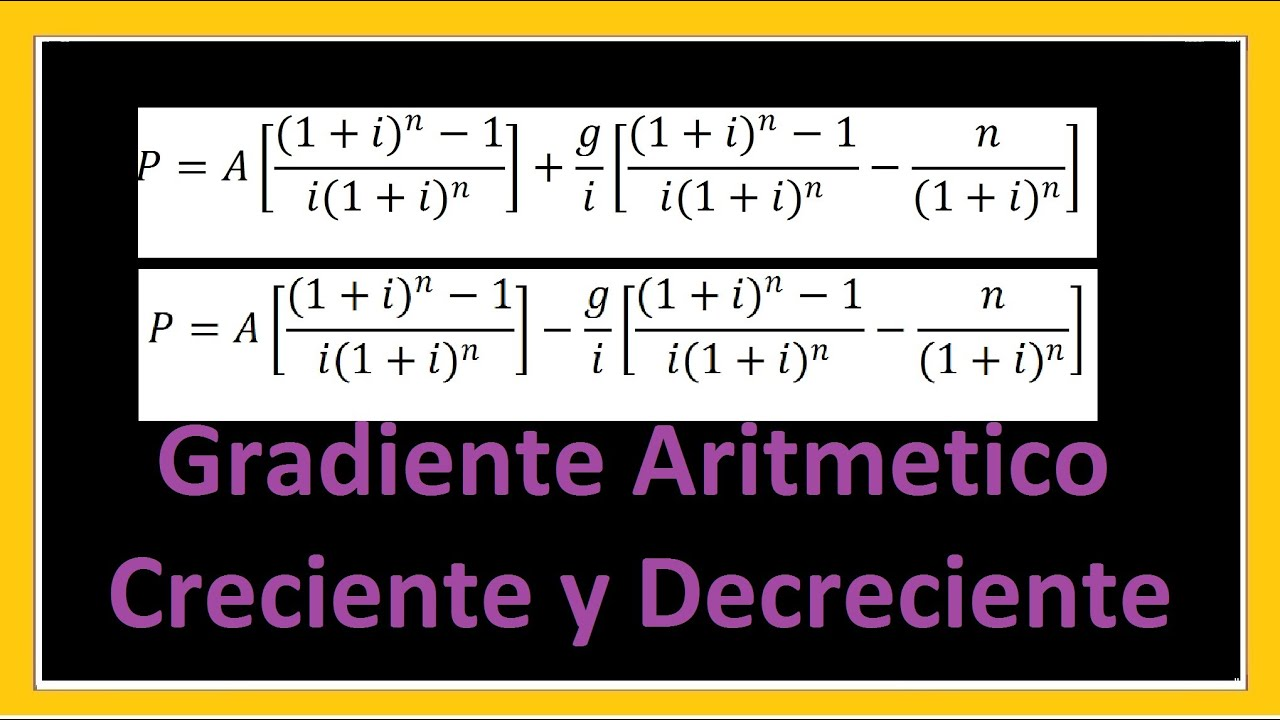 P = A [((1 + i)^n − 1)/(i(1 + i)^n)] + g/i [((1 + i)^n − 1)/(i(1 + i)^n) − n/(1 + i)^n]
P = A [((1 + i)^n − 1)/(i(1 + i)^n)] − g/i [((1 + i)^n − 1)/(i(1 + i)^n) − n/(1 + i)^n]
Gradiente Aritmetico
Creciente y Decreciente